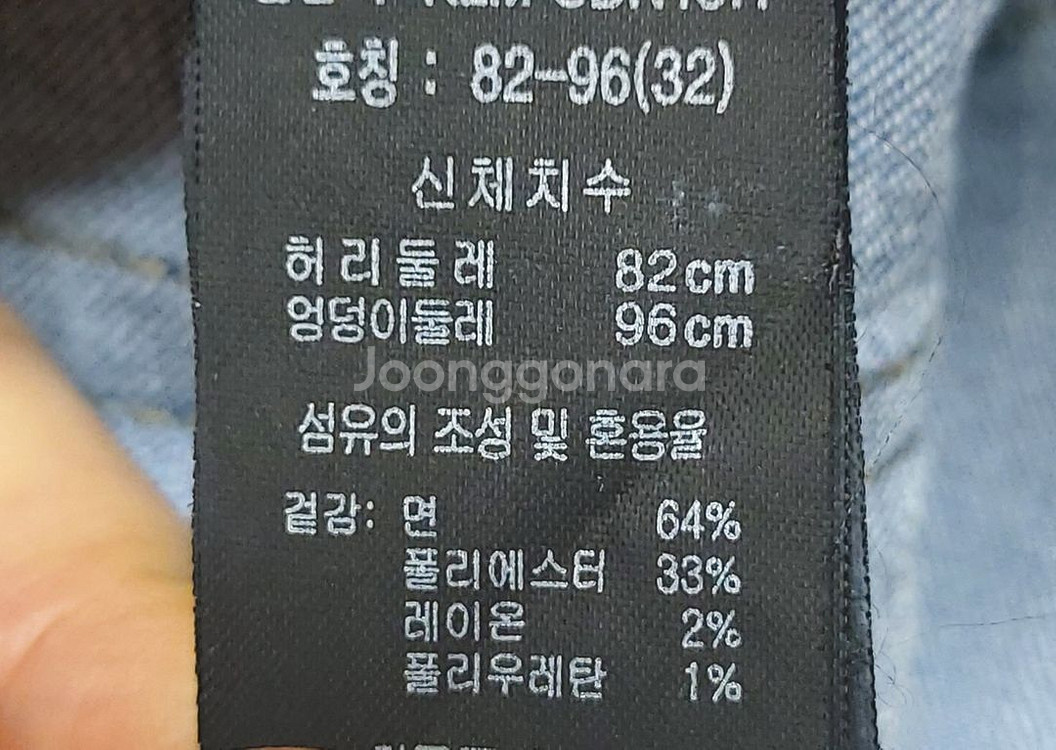 호칭 : 82-96(32)
신체치수
허리둘레 82cm
엉덩이둘레 96cm
Joonggonara
섬유의 조성 및 혼용율
겉감: 면 64%
폴리에스터 33%
레이온 2%
폴리우레탄 1%